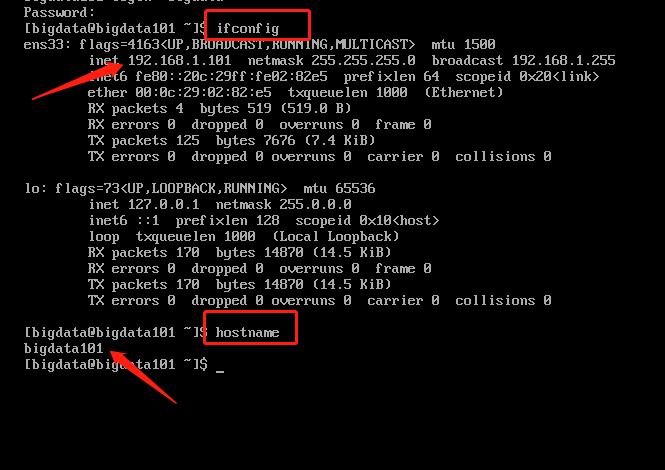 Password:
[bigdata@bigdata101 ~]$ ifconfig
ens33: flags=4163<UP,BROADCAST,RUNNING,MULTICAST>  mtu 1500
inet 192.168.1.101  netmask 255.255.255.0  broadcast 192.168.1.255
inet6 fe80::20c:29ff:fe02:82e5  prefixlen 64  scopeid 0x20<link>
ether 00:0c:29:02:82:e5  txqueuelen 1000  (Ethernet)
RX packets 4  bytes 519 (519.0 B)
RX errors 0  dropped 0  overruns 0  frame 0
TX packets 125  bytes 7676 (7.4 KiB)
TX errors 0  dropped 0 overruns 0  carrier 0  collisions 0
lo: flags=73<UP,LOOPBACK,RUNNING>  mtu 65536
inet 127.0.0.1  netmask 255.0.0.0
inet6 ::1  prefixlen 128  scopeid 0x10<host>
loop  txqueuelen 1000  (Local Loopback)
RX packets 170  bytes 14870 (14.5 KiB)
RX errors 0  dropped 0  overruns 0  frame 0
TX packets 170  bytes 14870 (14.5 KiB)
TX errors 0  dropped 0 overruns 0  carrier 0  collisions 0
[bigdata@bigdata101 ~]$ hostname
bigdata101
[bigdata@bigdata101 ~]$ _